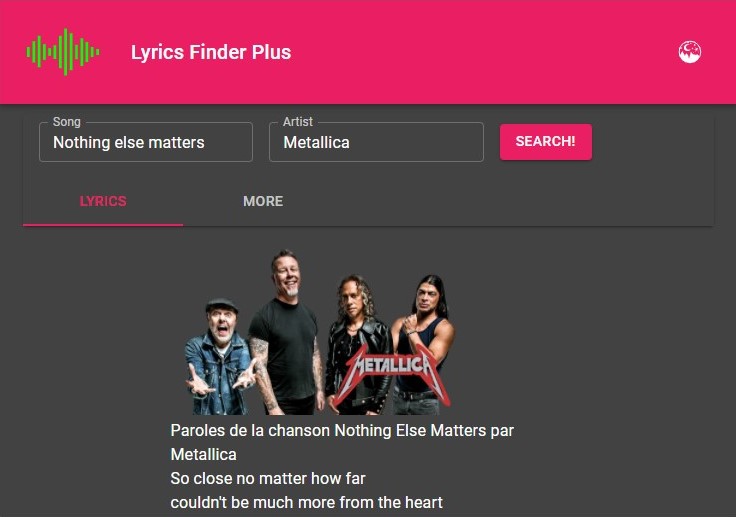 Lyrics Finder Plus
Song
Artist
Nothing else matters
Metallica
SEARCH!
LYRICS
MORE
METALLICA
Paroles de la chanson Nothing Else Matters par
Metallica
So close no matter how far
couldn't be much more from the heart